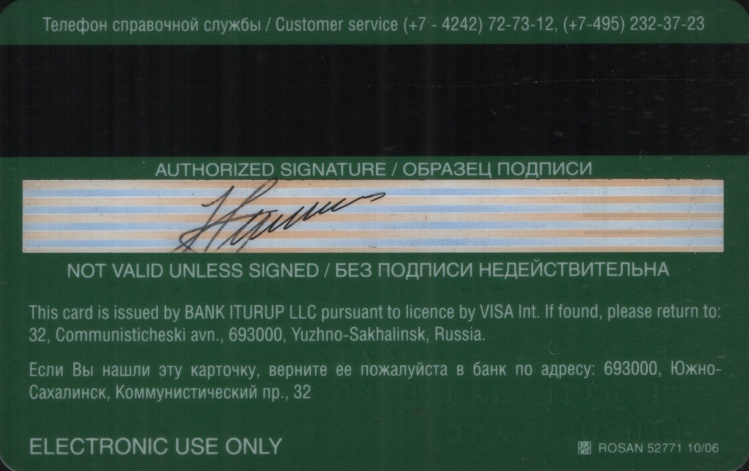 Телефон справочной службы / Customer service (+7 - 4242) 72-73-12, (+7-495) 232-37-23
AUTHORIZED SIGNATURE / ОБРАЗЕЦ ПОДПИСИ
NOT VALID UNLESS SIGNED / БЕЗ ПОДПИСИ НЕДЕЙСТВИТЕЛЬНА
This card is issued by BANK ITURUP LLC pursuant to licence by VISA Int. If found, please return to:
32, Communisticheski avn., 693000, Yuzhno-Sakhalinsk, Russia.
Если Вы нашли эту карточку, верните ее пожалуйста в банк по адресу: 693000, Южно-
Сахалинск, Коммунистический пр., 32
ELECTRONIC USE ONLY
ROSAN 52771 10/06